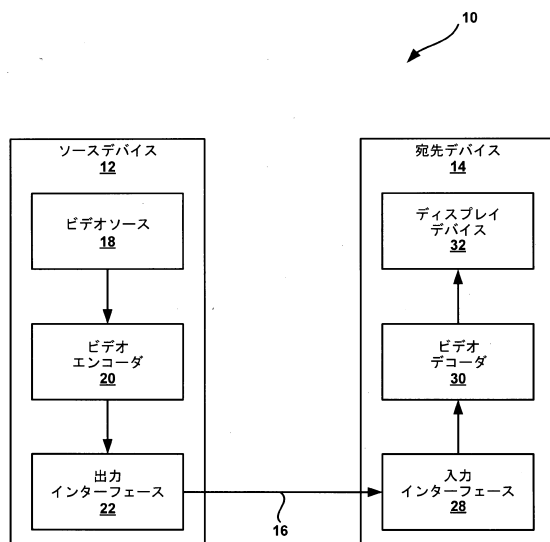 10
ソースデバイス
12
ビデオソース
18
ビデオ
エンコーダ
20
出力
インターフェース
22
16
宛先デバイス
14
ディスプレイ
デバイス
32
ビデオ
デコーダ
30
入力
インターフェース
28